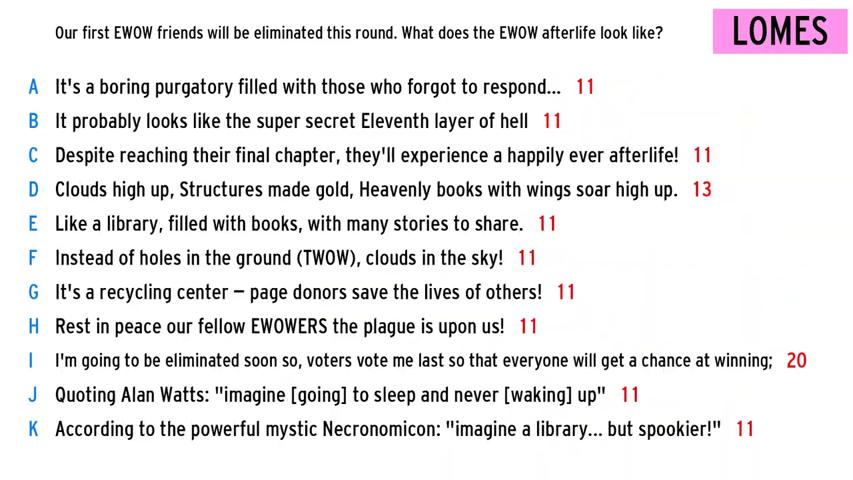 Our first EWOW friends will be eliminated this round. What does the EWOW afterlife look like?
LOMES
A It's a boring purgatory filled with those who forgot to respond... 11
B It probably looks like the super secret Eleventh layer of hell 11
C Despite reaching their final chapter, they'll experience a happily ever afterlife! 11
D Clouds high up, Structures made gold, Heavenly books with wings soar high up. 13
E Like a library, filled with books, with many stories to share. 11
F Instead of holes in the ground (TWOW), clouds in the sky! 11
G It's a recycling center – page donors save the lives of others! 11
H Rest in peace our fellow EWOWERS the plague is upon us! 11
I I'm going to be eliminated soon so, voters vote me last so that everyone will get a chance at winning; 20
J Quoting Alan Watts: "imagine [going] to sleep and never [waking] up" 11
K According to the powerful mystic Necronomicon: "imagine a library... but spookier!" 11